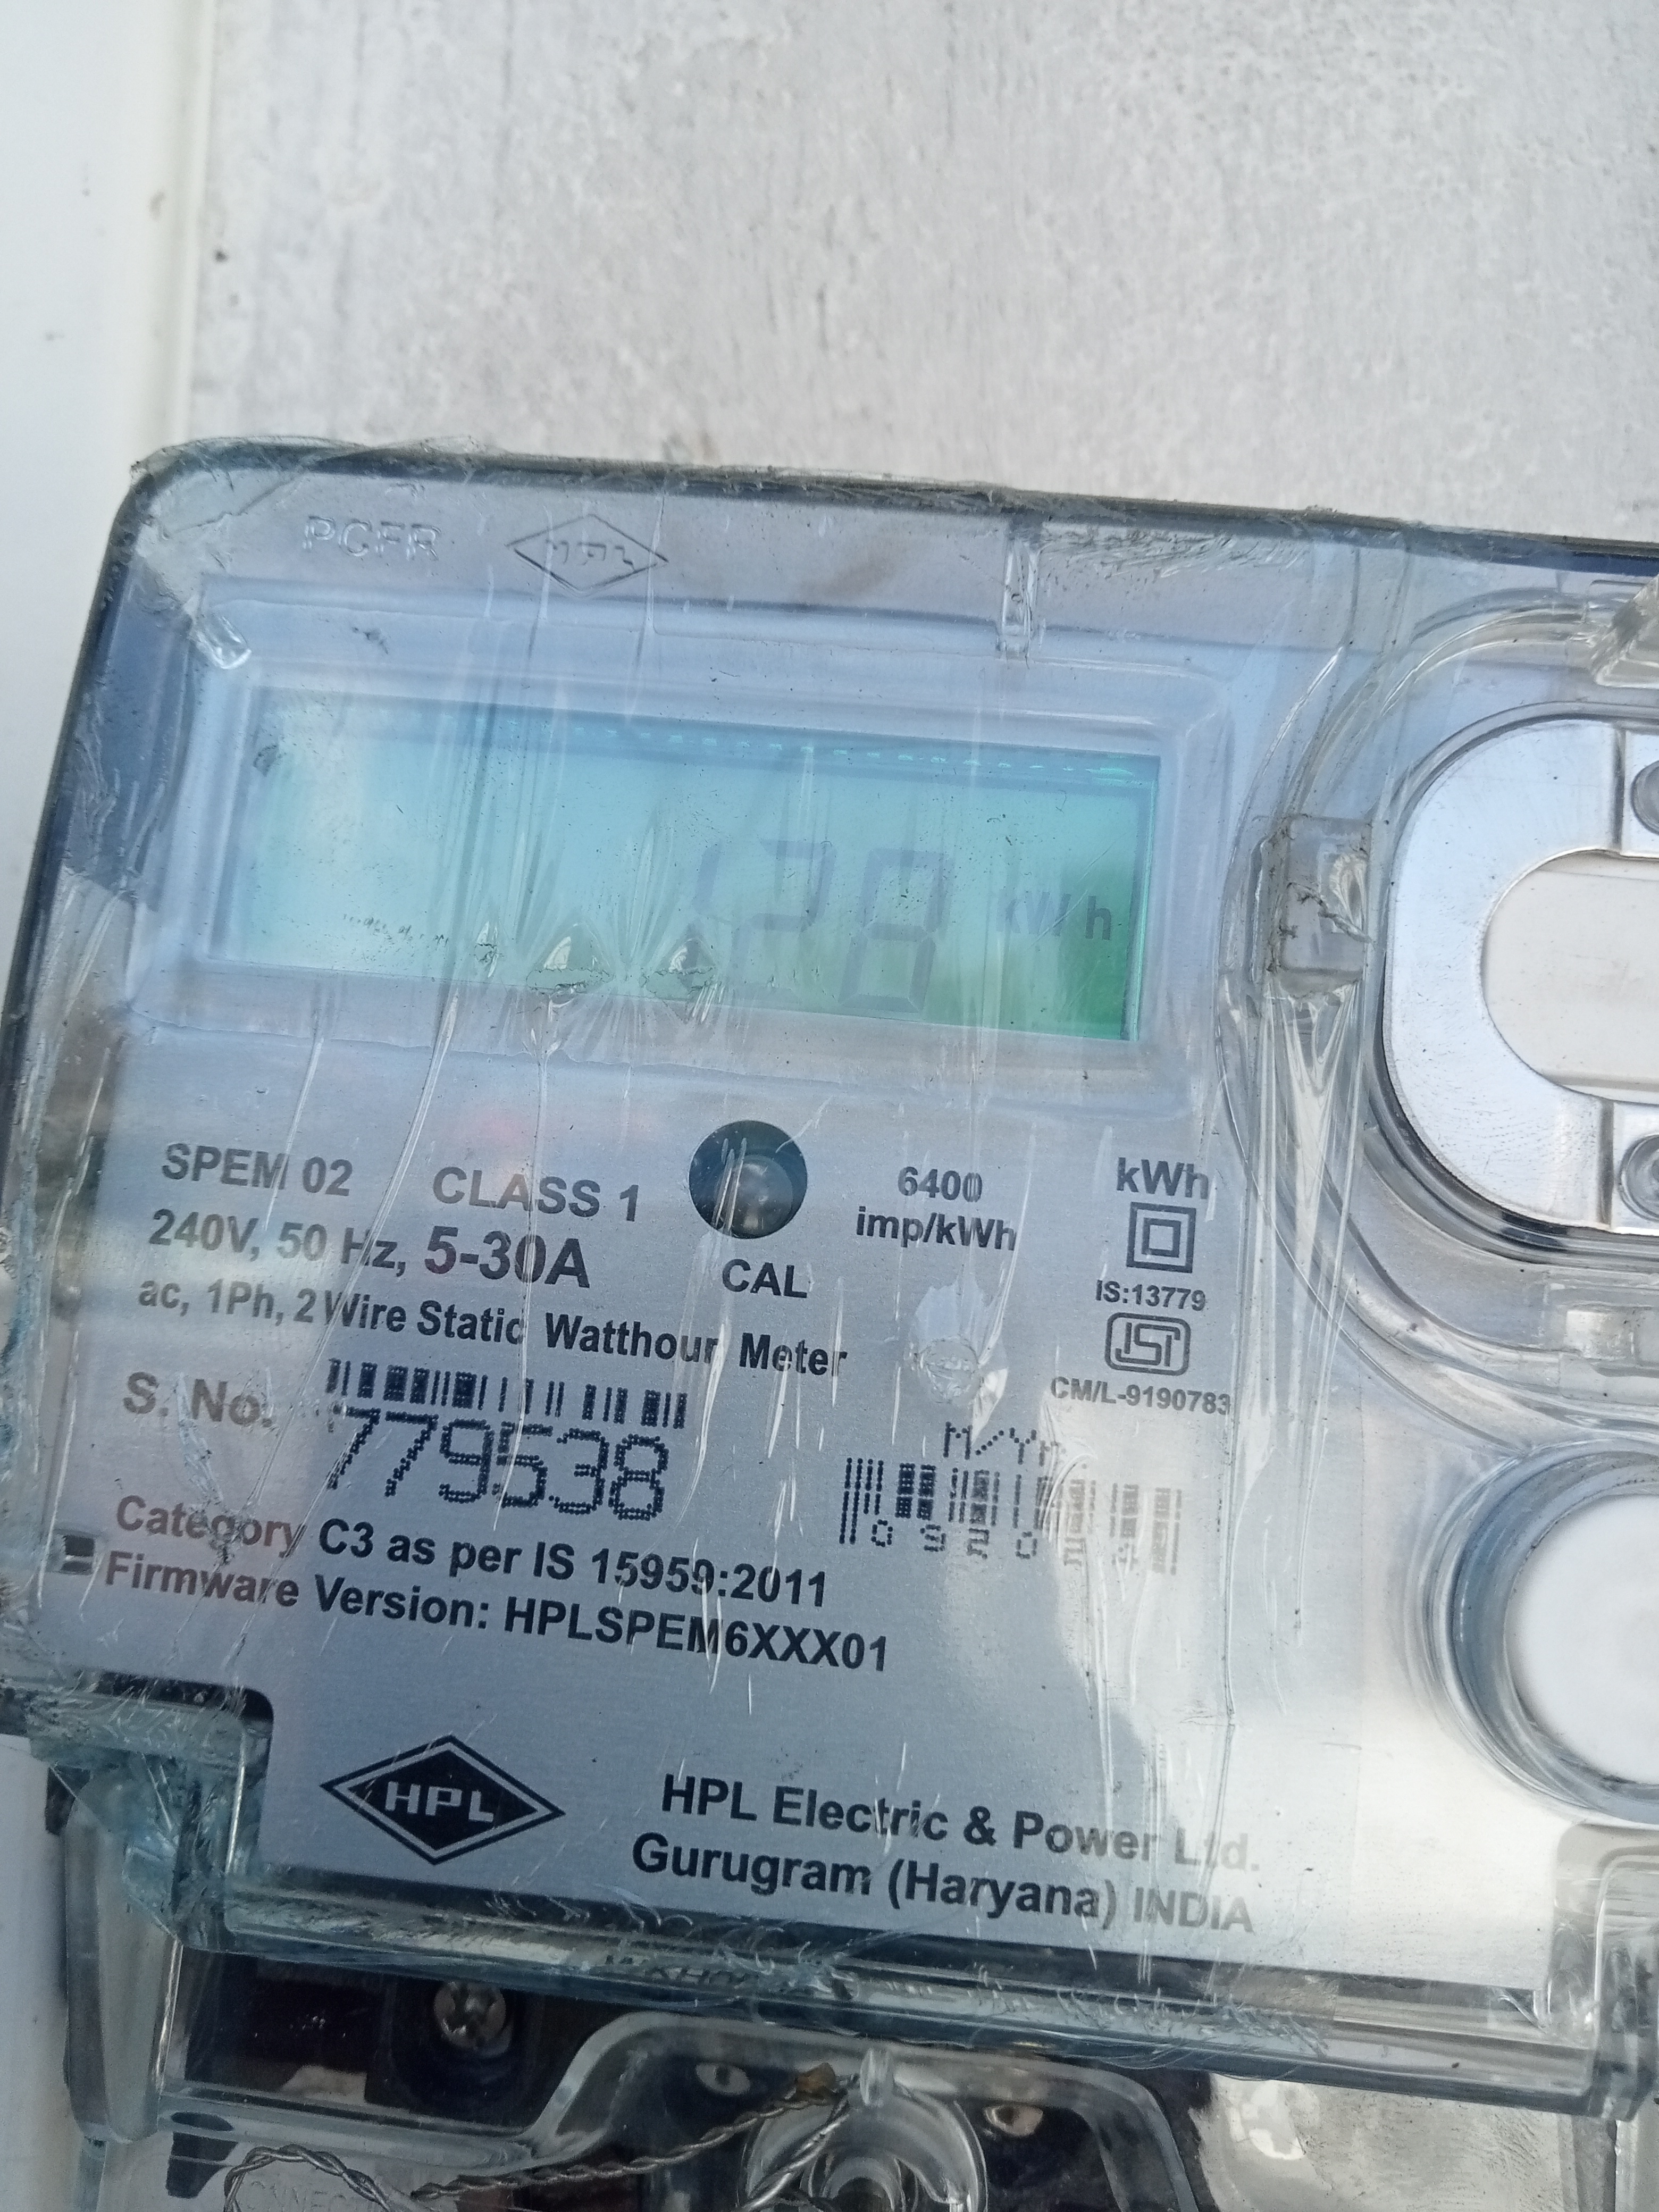 PCFR
HPL
128 kWh
SPEM 02 CLASS 1
240V, 50 Hz, 5-30A
ac, 1Ph, 2 Wire Static Watthour Meter
CAL
6400
imp/kWh
kWh
IS:13779
ISI
CM/L-9190783
S. No.
779538
M/Yr
0920
Category C3 as per IS 15959:2011
Firmware Version: HPLSPEM6XXX01
HPL
HPL Electric & Power Ltd.
Gurugram (Haryana) INDIA